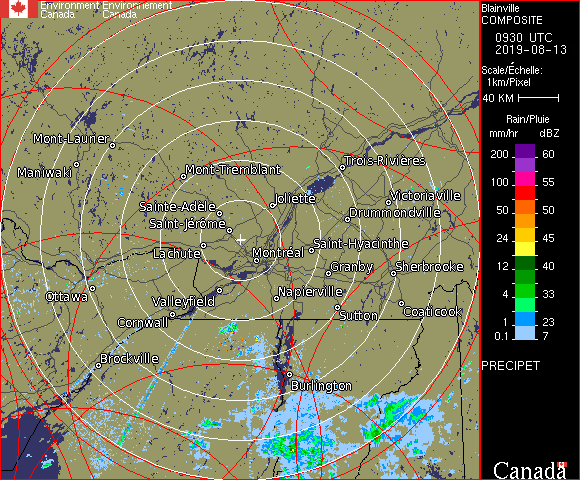 Environment Environnement
Canada Canada
Blainville
COMPOSITE
0930 UTC
2019-08-13
Scale/Échelle:
1km/Pixel
40 KM
Rain/Pluie
mm/hr dBZ
200 60
100 55
50 50
24 45
12 40
4 33
1 23
0.1 7
PRECIPET
Canada
Mont-Laurier
Maniwaki
Mont-Tremblant
Trois-Rivières
Joliette
Victoriaville
Sainte-Adele
Drummondville
Saint-Jérôme
Saint-Hyacinthe
Lachute
Montréal
Granby
Sherbrooke
Ottawa
Valleyfield
Napierville
Cornwall
Sutton
Coaticook
Brockville
Burlington